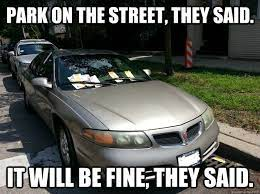 PARK ON THE STREET, THEY SAID.
IT WILL BE FINE, THEY SAID.